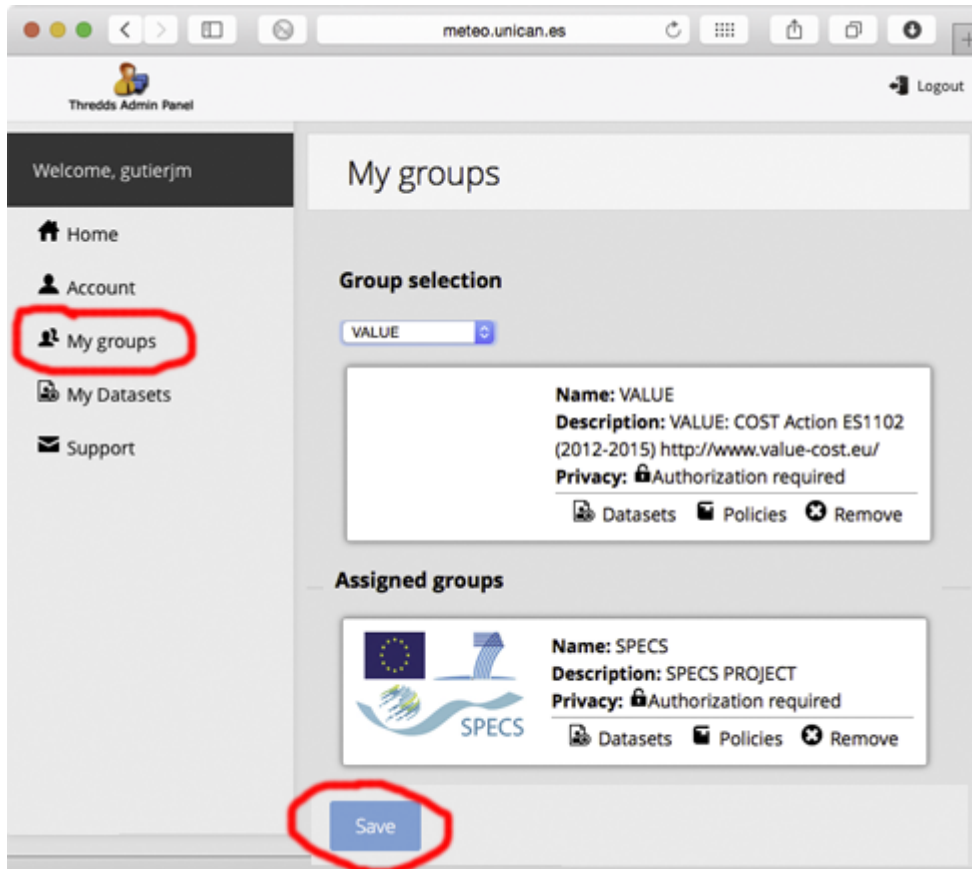 meteo.unican.es
Thredds Admin Panel
Logout
Welcome, gutierjm
Home
Account
My groups
My Datasets
Support
My groups
Group selection
VALUE
Name: VALUE
Description: VALUE: COST Action ES1102
(2012-2015) http://www.value-cost.eu/
Privacy: Authorization required
Datasets Policies Remove
Assigned groups
7
SPECS
Name: SPECS
Description: SPECS PROJECT
Privacy: Authorization required
Datasets Policies Remove
Save